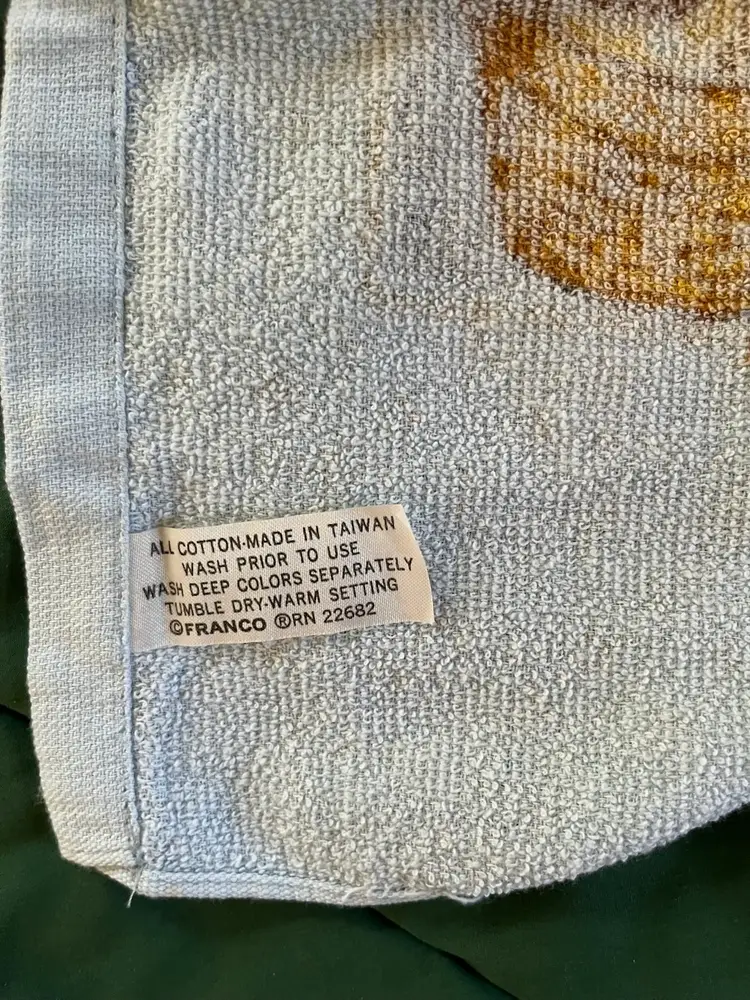 ALL COTTON-MADE IN TAIWAN
WASH PRIOR TO USE
WASH DEEP COLORS SEPARATELY
TUMBLE DRY-WARM SETTING
©FRANCO ®RN 22682